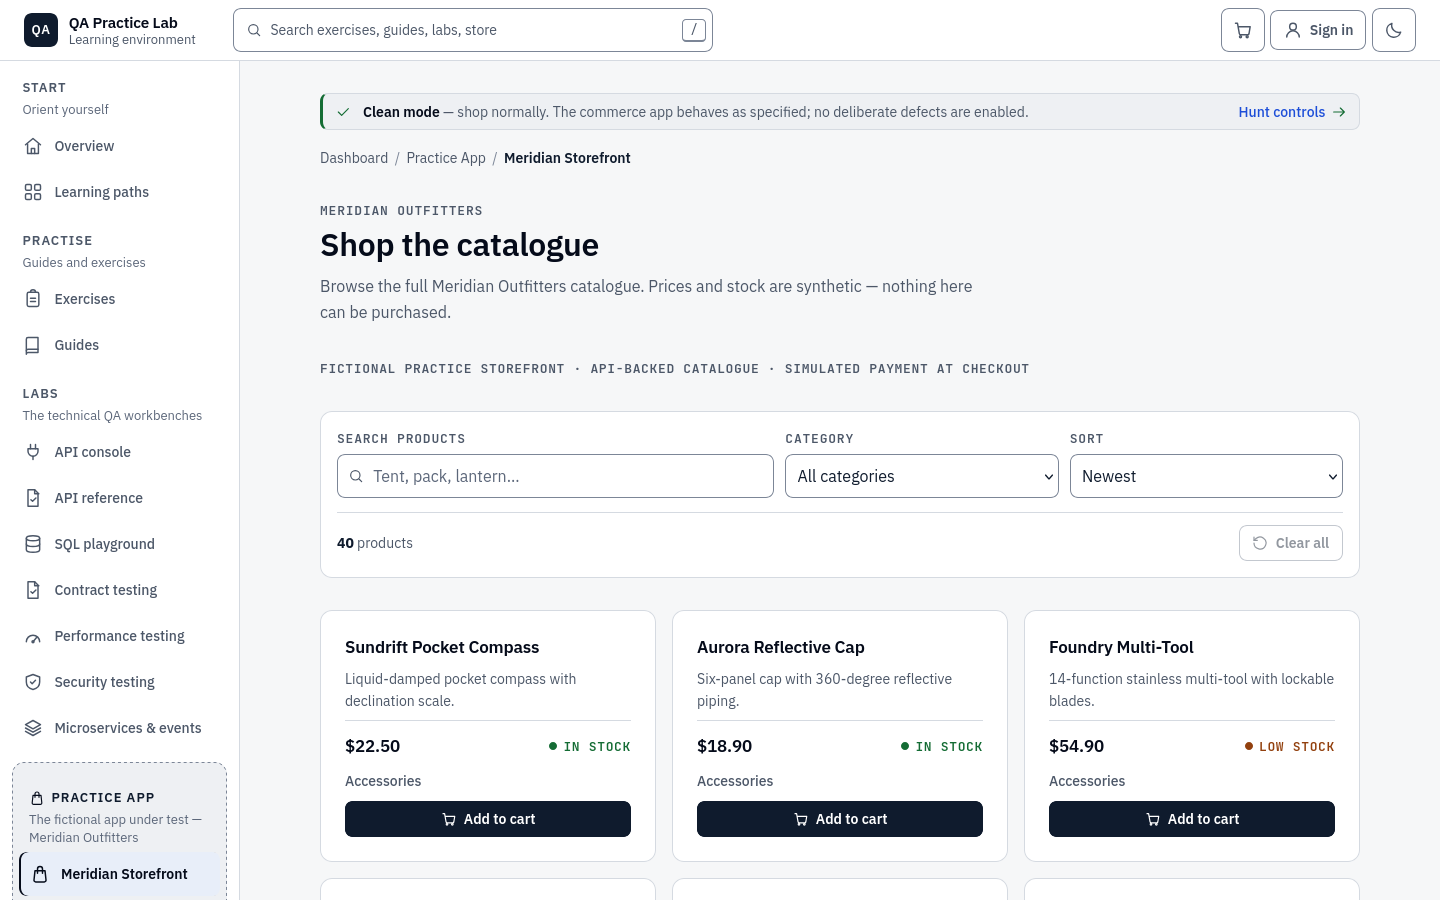 QA
QA Practice Lab
Learning environment
Search exercises, guides, labs, store
/
Sign in
START
Orient yourself
Overview
Learning paths
PRACTISE
Guides and exercises
Exercises
Guides
LABS
The technical QA workbenches
API console
API reference
SQL playground
Contract testing
Performance testing
Security testing
Microservices & events
PRACTICE APP
The fictional app under test —
Meridian Outfitters
Meridian Storefront
Clean mode — shop normally. The commerce app behaves as specified; no deliberate defects are enabled.
Hunt controls
Dashboard / Practice App / Meridian Storefront
MERIDIAN OUTFITTERS
Shop the catalogue
Browse the full Meridian Outfitters catalogue. Prices and stock are synthetic — nothing here
can be purchased.
FICTIONAL PRACTICE STOREFRONT · API-BACKED CATALOGUE · SIMULATED PAYMENT AT CHECKOUT
SEARCH PRODUCTS
Tent, pack, lantern...
CATEGORY
All categories
SORT
Newest
40 products
Clear all
Sundrift Pocket Compass
Liquid-damped pocket compass with
declination scale.
$22.50
IN STOCK
Accessories
Add to cart
Aurora Reflective Cap
Six-panel cap with 360-degree reflective
piping.
$18.90
IN STOCK
Accessories
Add to cart
Foundry Multi-Tool
14-function stainless multi-tool with lockable
blades.
$54.90
LOW STOCK
Accessories
Add to cart